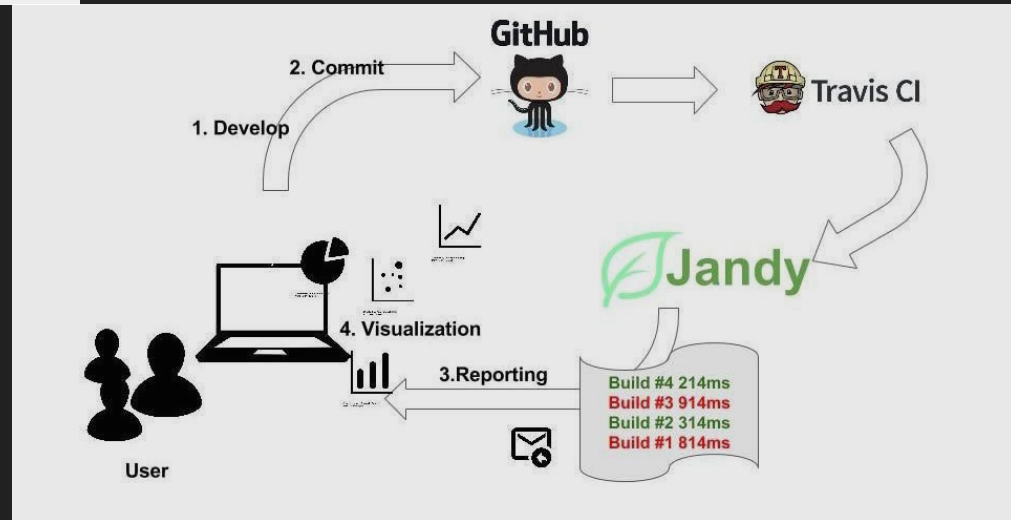 GitHub
2. Commit
Travis CI
1. Develop
Jandy
4. Visualization
3.Reporting
Build #4 214ms
Build #3 914ms
Build #2 314ms
Build #1 814ms
User
T